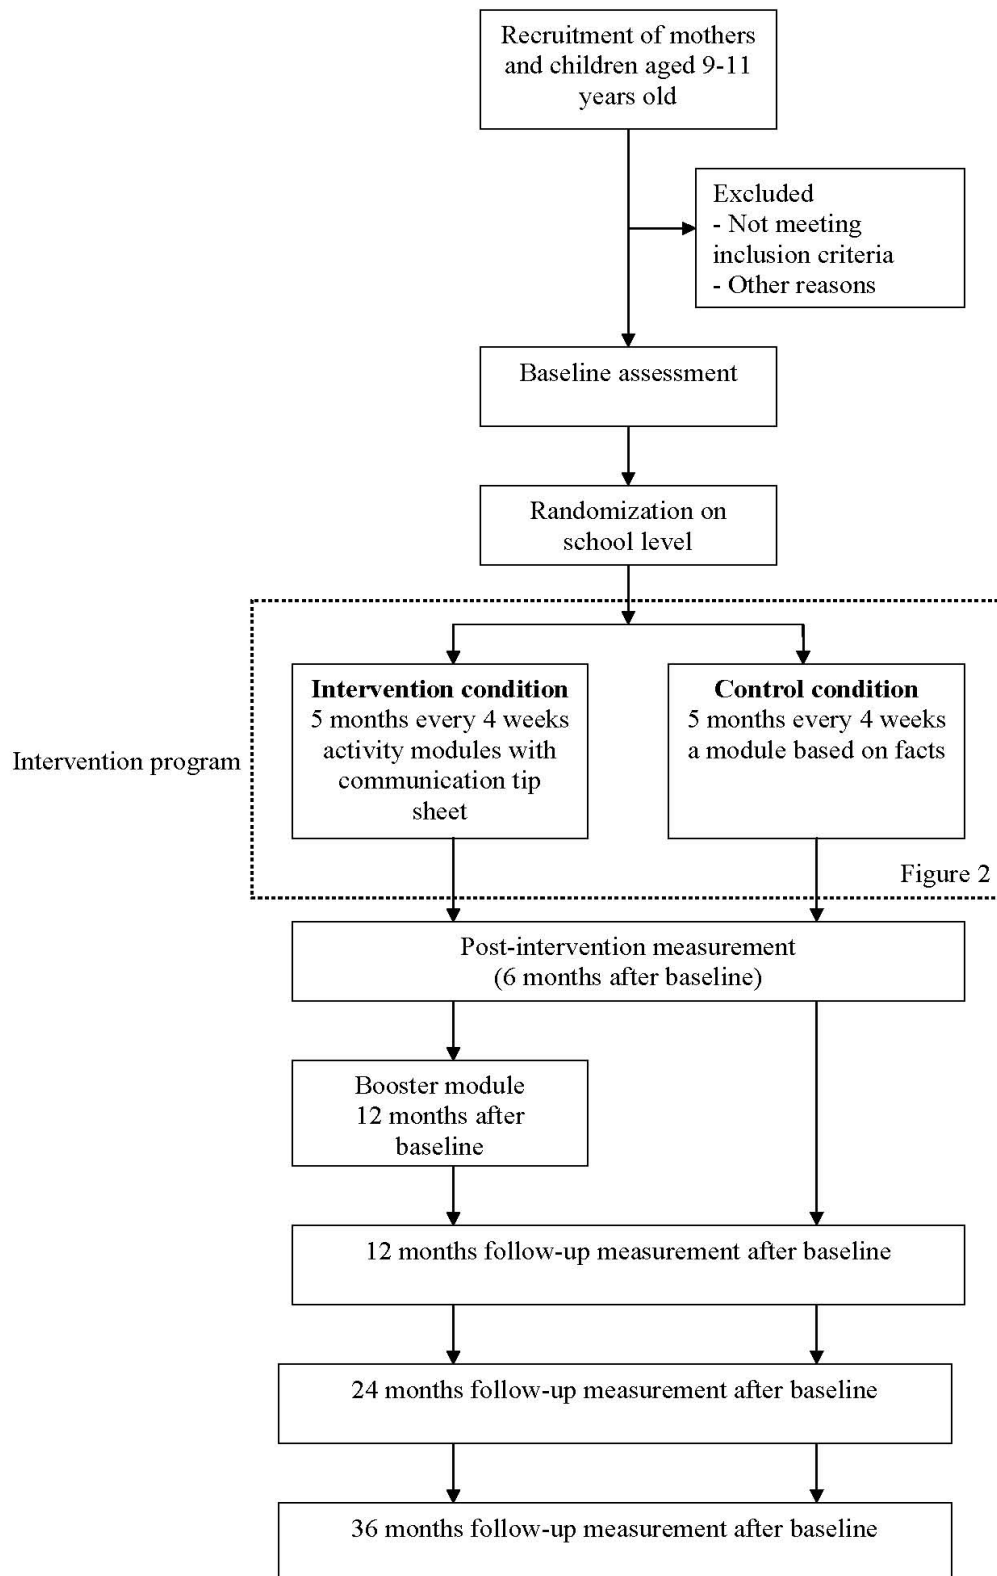 Recruitment of mothers
and children aged 9-11
years old
Excluded
- Not meeting
inclusion criteria
- Other reasons
Baseline assessment
Randomization on
school level
Intervention program
Intervention condition
5 months every 4 weeks
activity modules with
communication tip
sheet
Control condition
5 months every 4 weeks
a module based on facts
Figure 2
Post-intervention measurement
(6 months after baseline)
Booster module
12 months after
baseline
12 months follow-up measurement after baseline
24 months follow-up measurement after baseline
36 months follow-up measurement after baseline